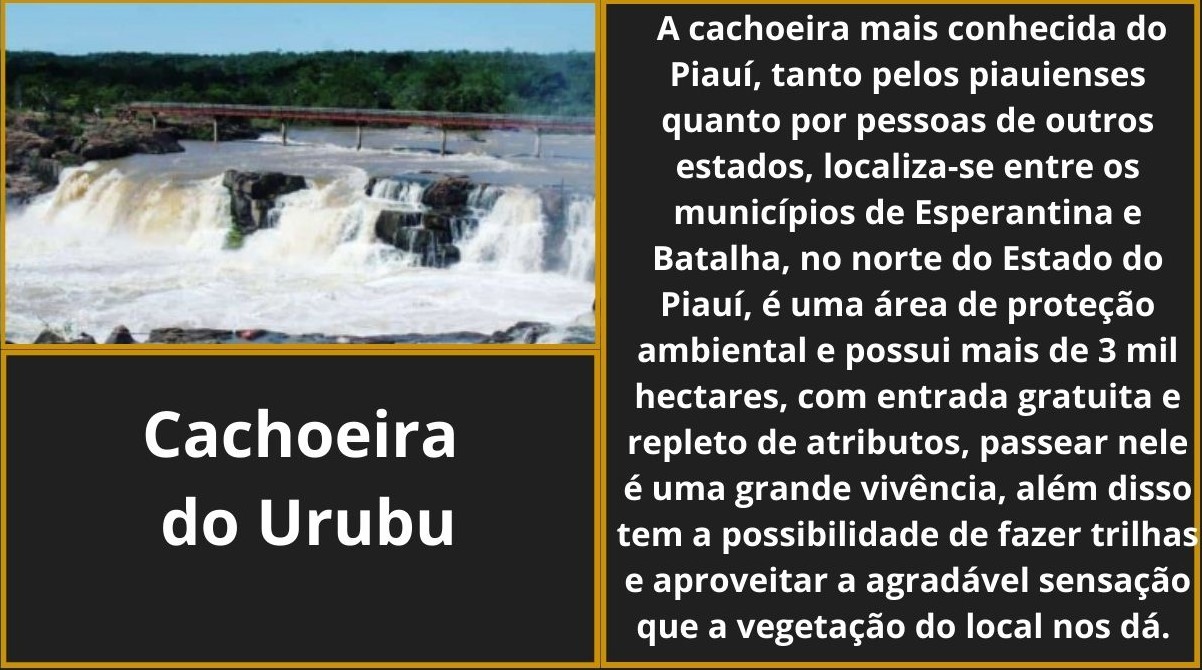 Cachoeira
do Urubu
A cachoeira mais conhecida do
Piauí, tanto pelos piauienses
quanto por pessoas de outros
estados, localiza-se entre os
municípios de Esperantina e
Batalha, no norte do Estado do
Piauí, é uma área de proteção
ambiental e possui mais de 3 mil
hectares, com entrada gratuita e
repleto de atributos, passear nele
é uma grande vivência, além disso
tem a possibilidade de fazer trilhas
e aproveitar a agradável sensação
que a vegetação do local nos dá.